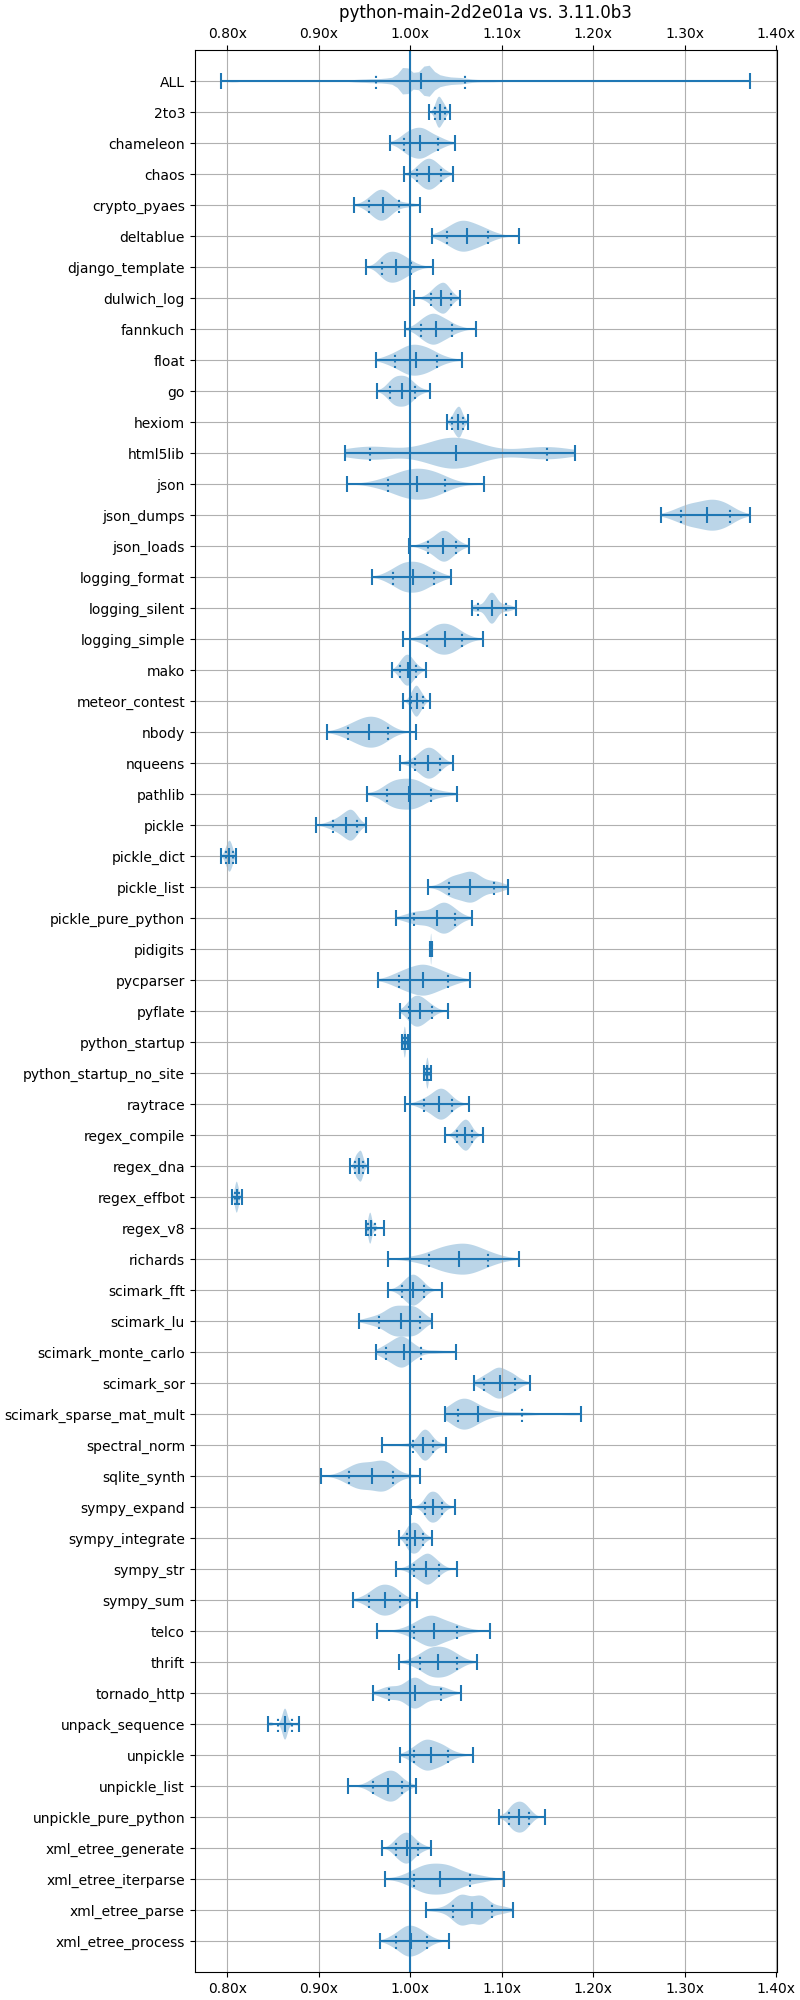 python-main-2d2e01a vs. 3.11.0b3
0.80x 0.90x 1.00x 1.10x 1.20x 1.30x 1.40x
ALL
2to3
chameleon
chaos
crypto_pyaes
deltablue
django_template
dulwich_log
fannkuch
float
go
hexiom
html5lib
json
json_dumps
json_loads
logging_format
logging_silent
logging_simple
mako
meteor_contest
nbody
nqueens
pathlib
pickle
pickle_dict
pickle_list
pickle_pure_python
pidigits
pycparser
pyflate
python_startup
python_startup_no_site
raytrace
regex_compile
regex_dna
regex_effbot
regex_v8
richards
scimark_fft
scimark_lu
scimark_monte_carlo
scimark_sor
scimark_sparse_mat_mult
spectral_norm
sqlite_synth
sympy_expand
sympy_integrate
sympy_str
sympy_sum
telco
thrift
tornado_http
unpack_sequence
unpickle
unpickle_list
unpickle_pure_python
xml_etree_generate
xml_etree_iterparse
xml_etree_parse
xml_etree_process
0.80x 0.90x 1.00x 1.10x 1.20x 1.30x 1.40x